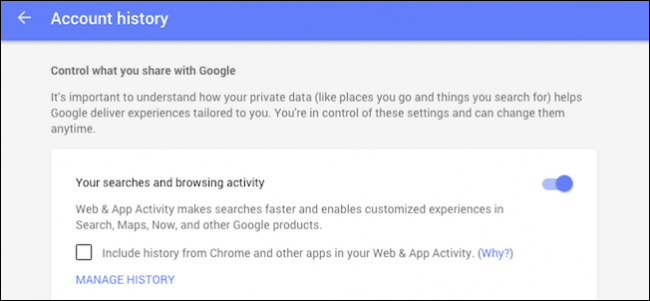 Account history
Control what you share with Google
It's important to understand how your private data (like places you go and things you search for) helps
Google deliver experiences tailored to you. You're in control of these settings and can change them
anytime.
Your searches and browsing activity
Web & App Activity makes searches faster and enables customized experiences in
Search, Maps, Now, and other Google products.
Include history from Chrome and other apps in your Web & App Activity. (Why?)
MANAGE HISTORY